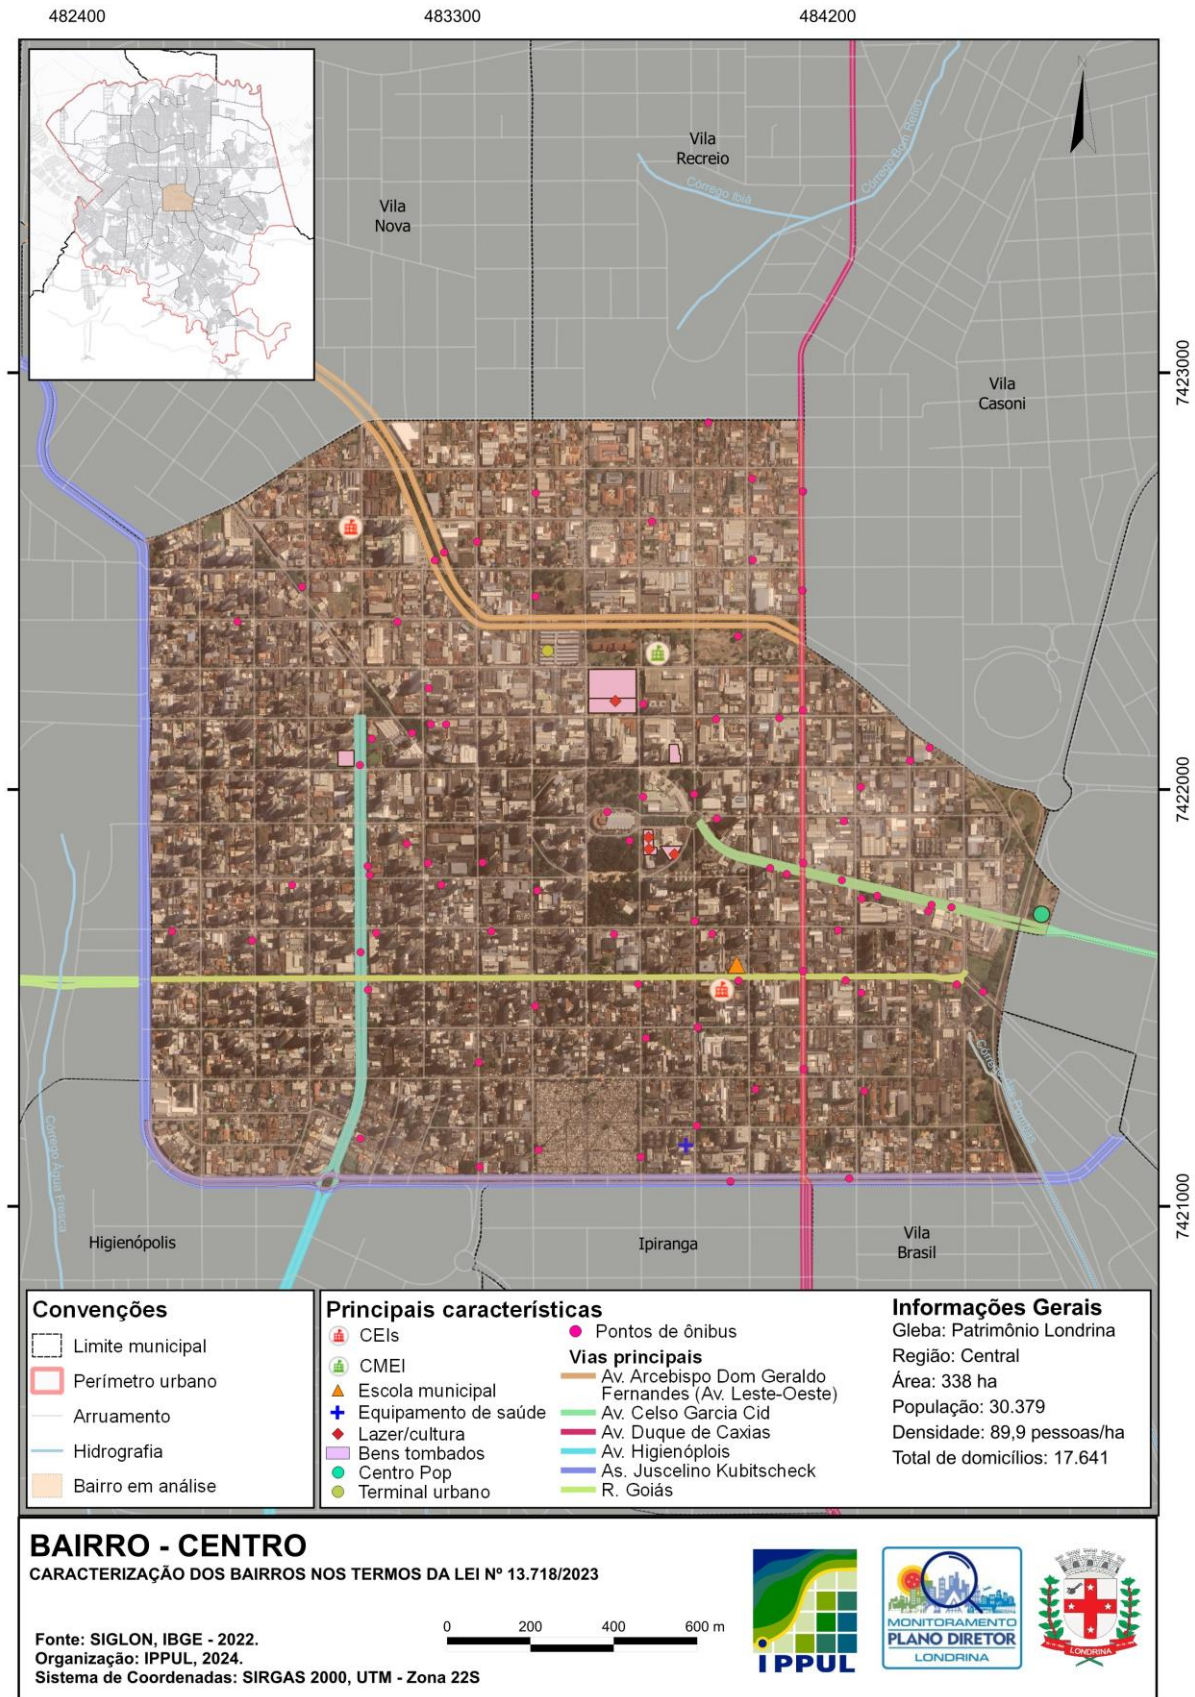 482400
483300
484200
7423000
7422000
7421000
Vila
Recreio
Vila
Nova
Vila
Casoni
Córrego Ibiá
Córrego Bom Retiro
Córrego das Pombas
Córrego Água Fresca
Higienópolis
Ipiranga
Vila
Brasil
Convenções
Limite municipal
Perímetro urbano
Arruamento
Hidrografia
Bairro em análise
Principais característificas
CEIs
CMEI
Escola municipal
Equipamento de saúde
Lazer/cultura
Bens tombados
Centro Pop
Terminal urbano
Pontos de ônibus
Vias principais
Av. Arcebispo Dom Geraldo
Fernandes (Av. Leste-Oeste)
Av. Celso Garcia Cid
Av. Duque de Caxias
Av. Higienóplois
As. Juscelino Kubitscheck
R. Goiás
Informações Gerais
Gleba: Patrimônio Londrina
Região: Central
Área: 338 ha
População: 30.379
Densidade: 89,9 pessoas/ha
Total de domicílios: 17.641
BAIRRO - CENTRO
CARACTERIZAÇÃO DOS BAIRROS NOS TERMOS DA LEI Nº 13.718/2023
Fonte: SIGLON, IBGE - 2022.
Organização: IPPUL, 2024.
Sistema de Coordenadas: SIRGAS 2000, UTM - Zona 22S
0 200 400 600 m
IPPUL
MONITORAMENTO
PLANO DIRETOR
LONDRINA
LONDRINA